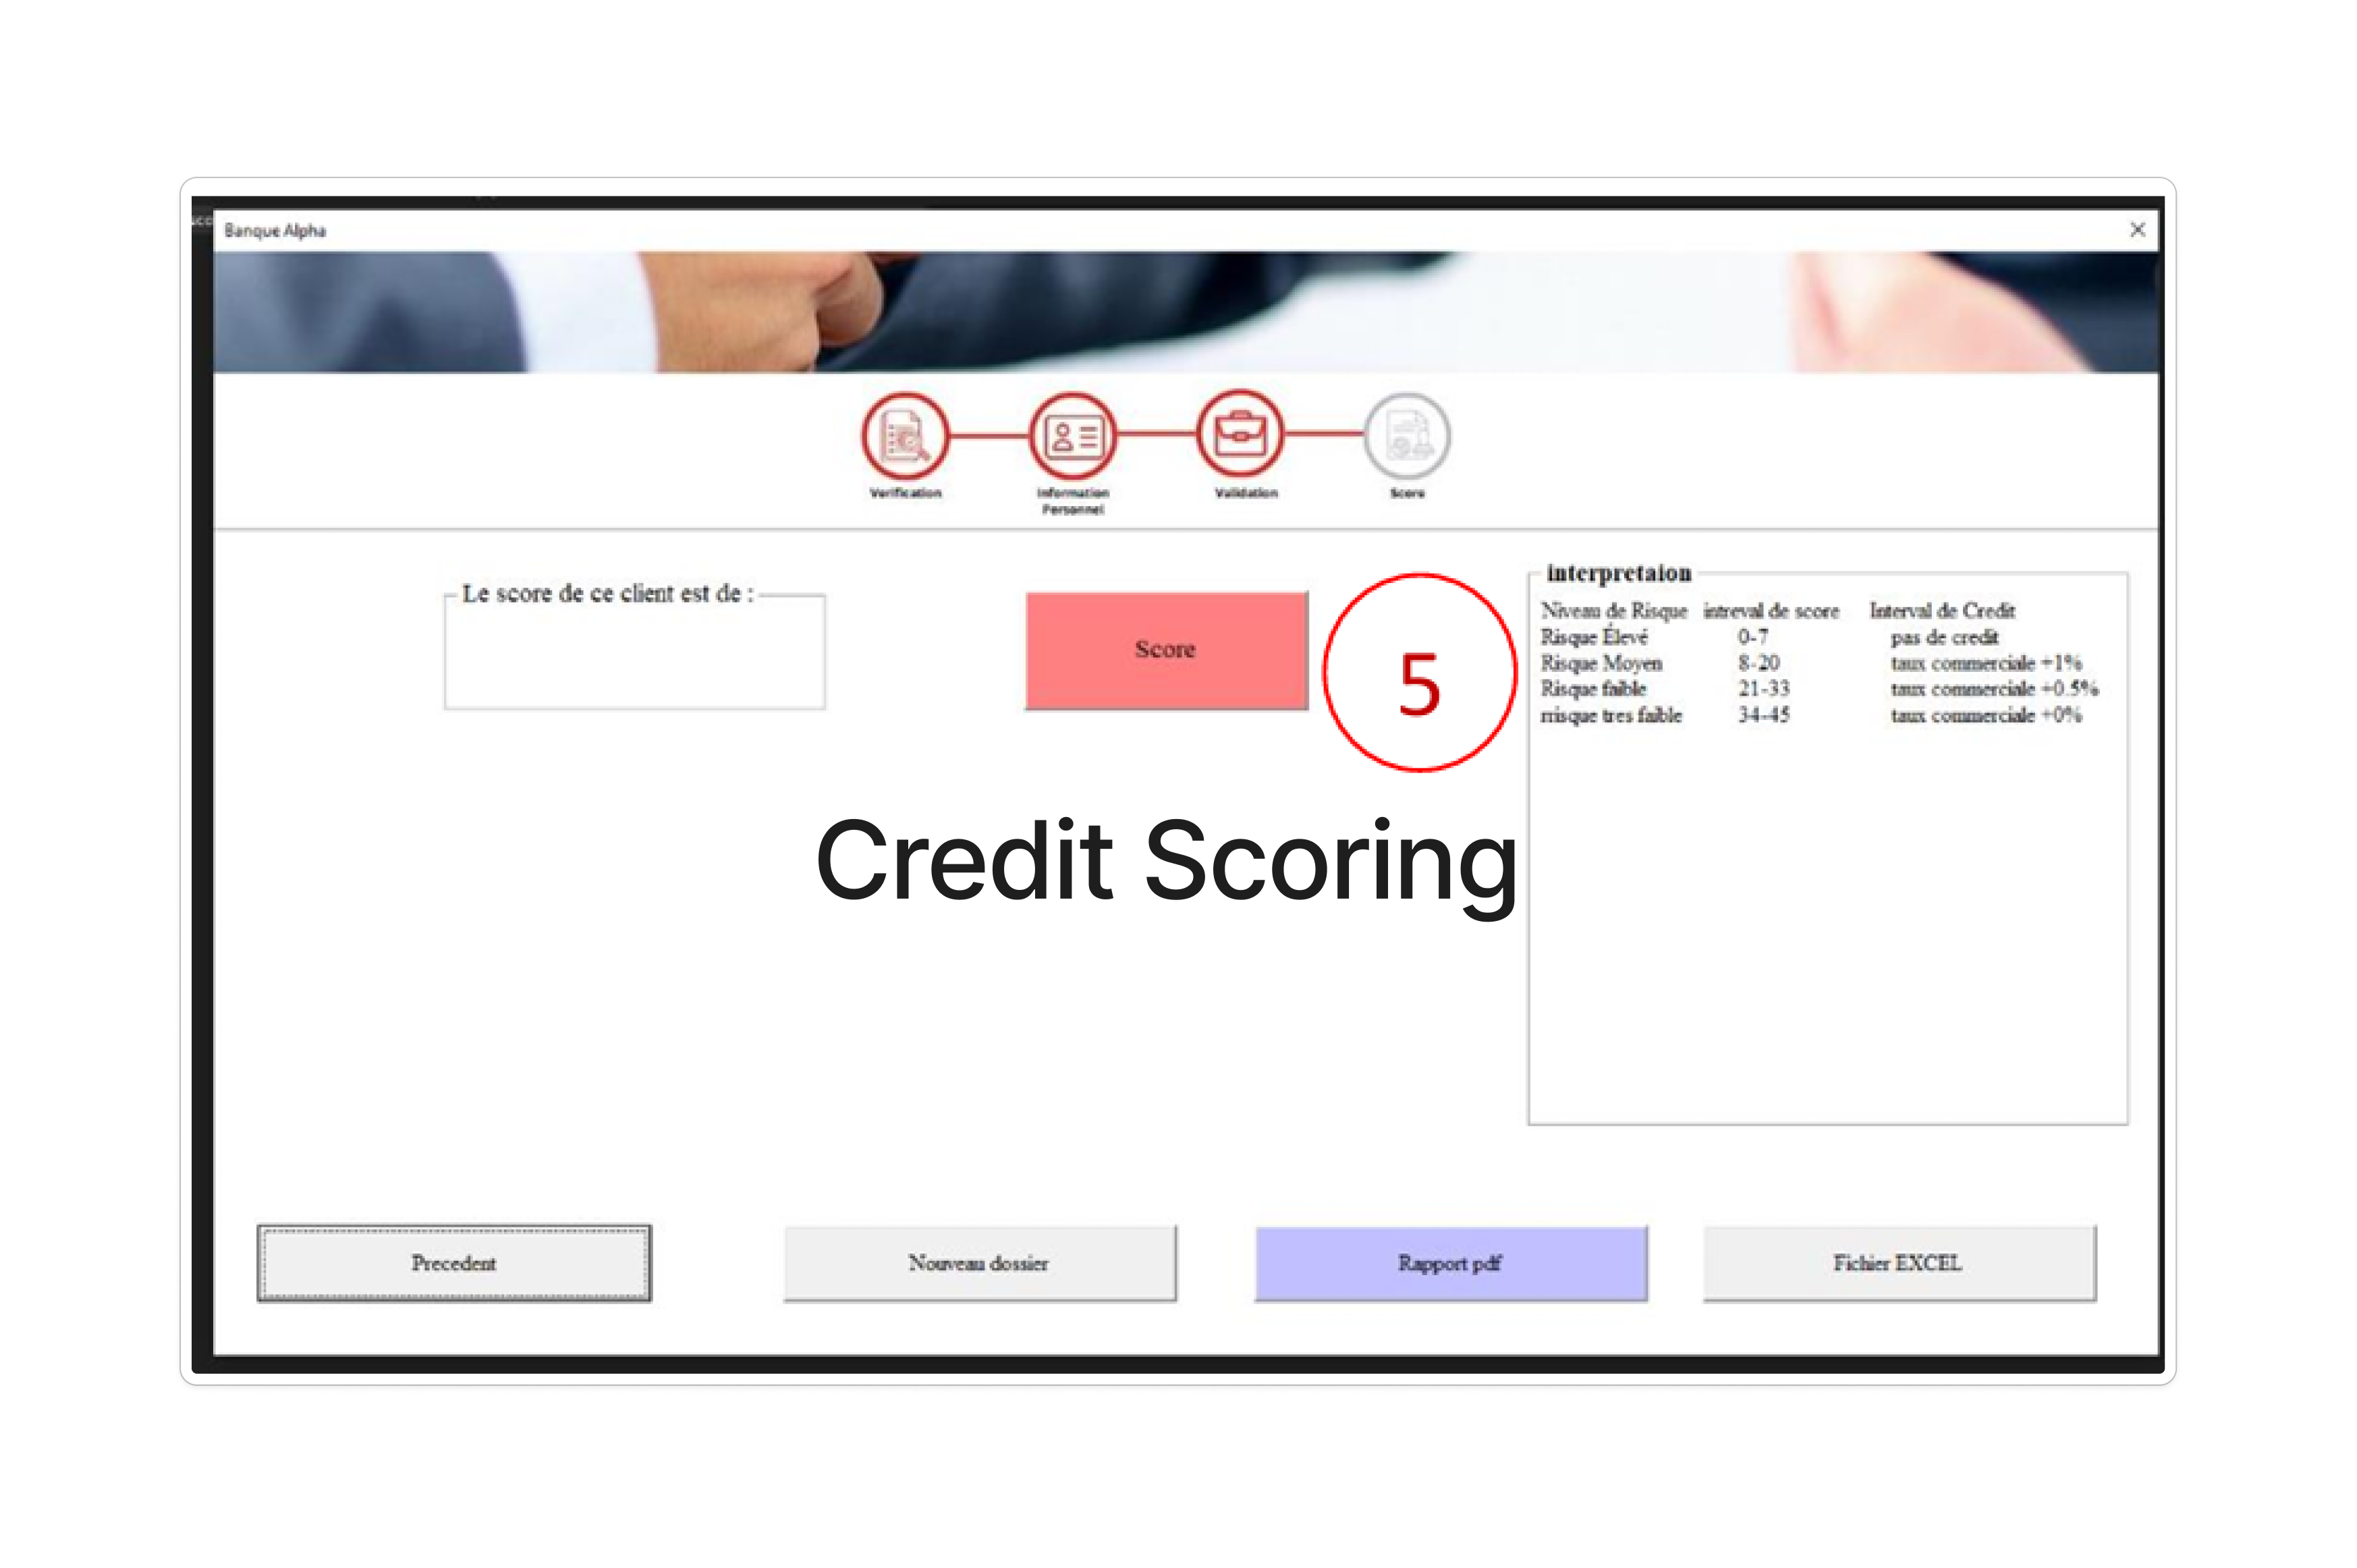 Banque Alpha
Verification
Information
Personnel
Validation
Score
Le score de ce client est de :
Score
5
interpretaion
Niveau de Risque intreval de score Interval de Credit
Risque Élevé 0-7 pas de credit
Risque Moyen 8-20 taux commerciale +1%
Risque faible 21-33 taux commerciale +0.5%
rrisque tres faible 34-45 taux commerciale +0%
Credit Scoring
Precedent
Nouveau dossier
Rapport pdf
Fichier EXCEL